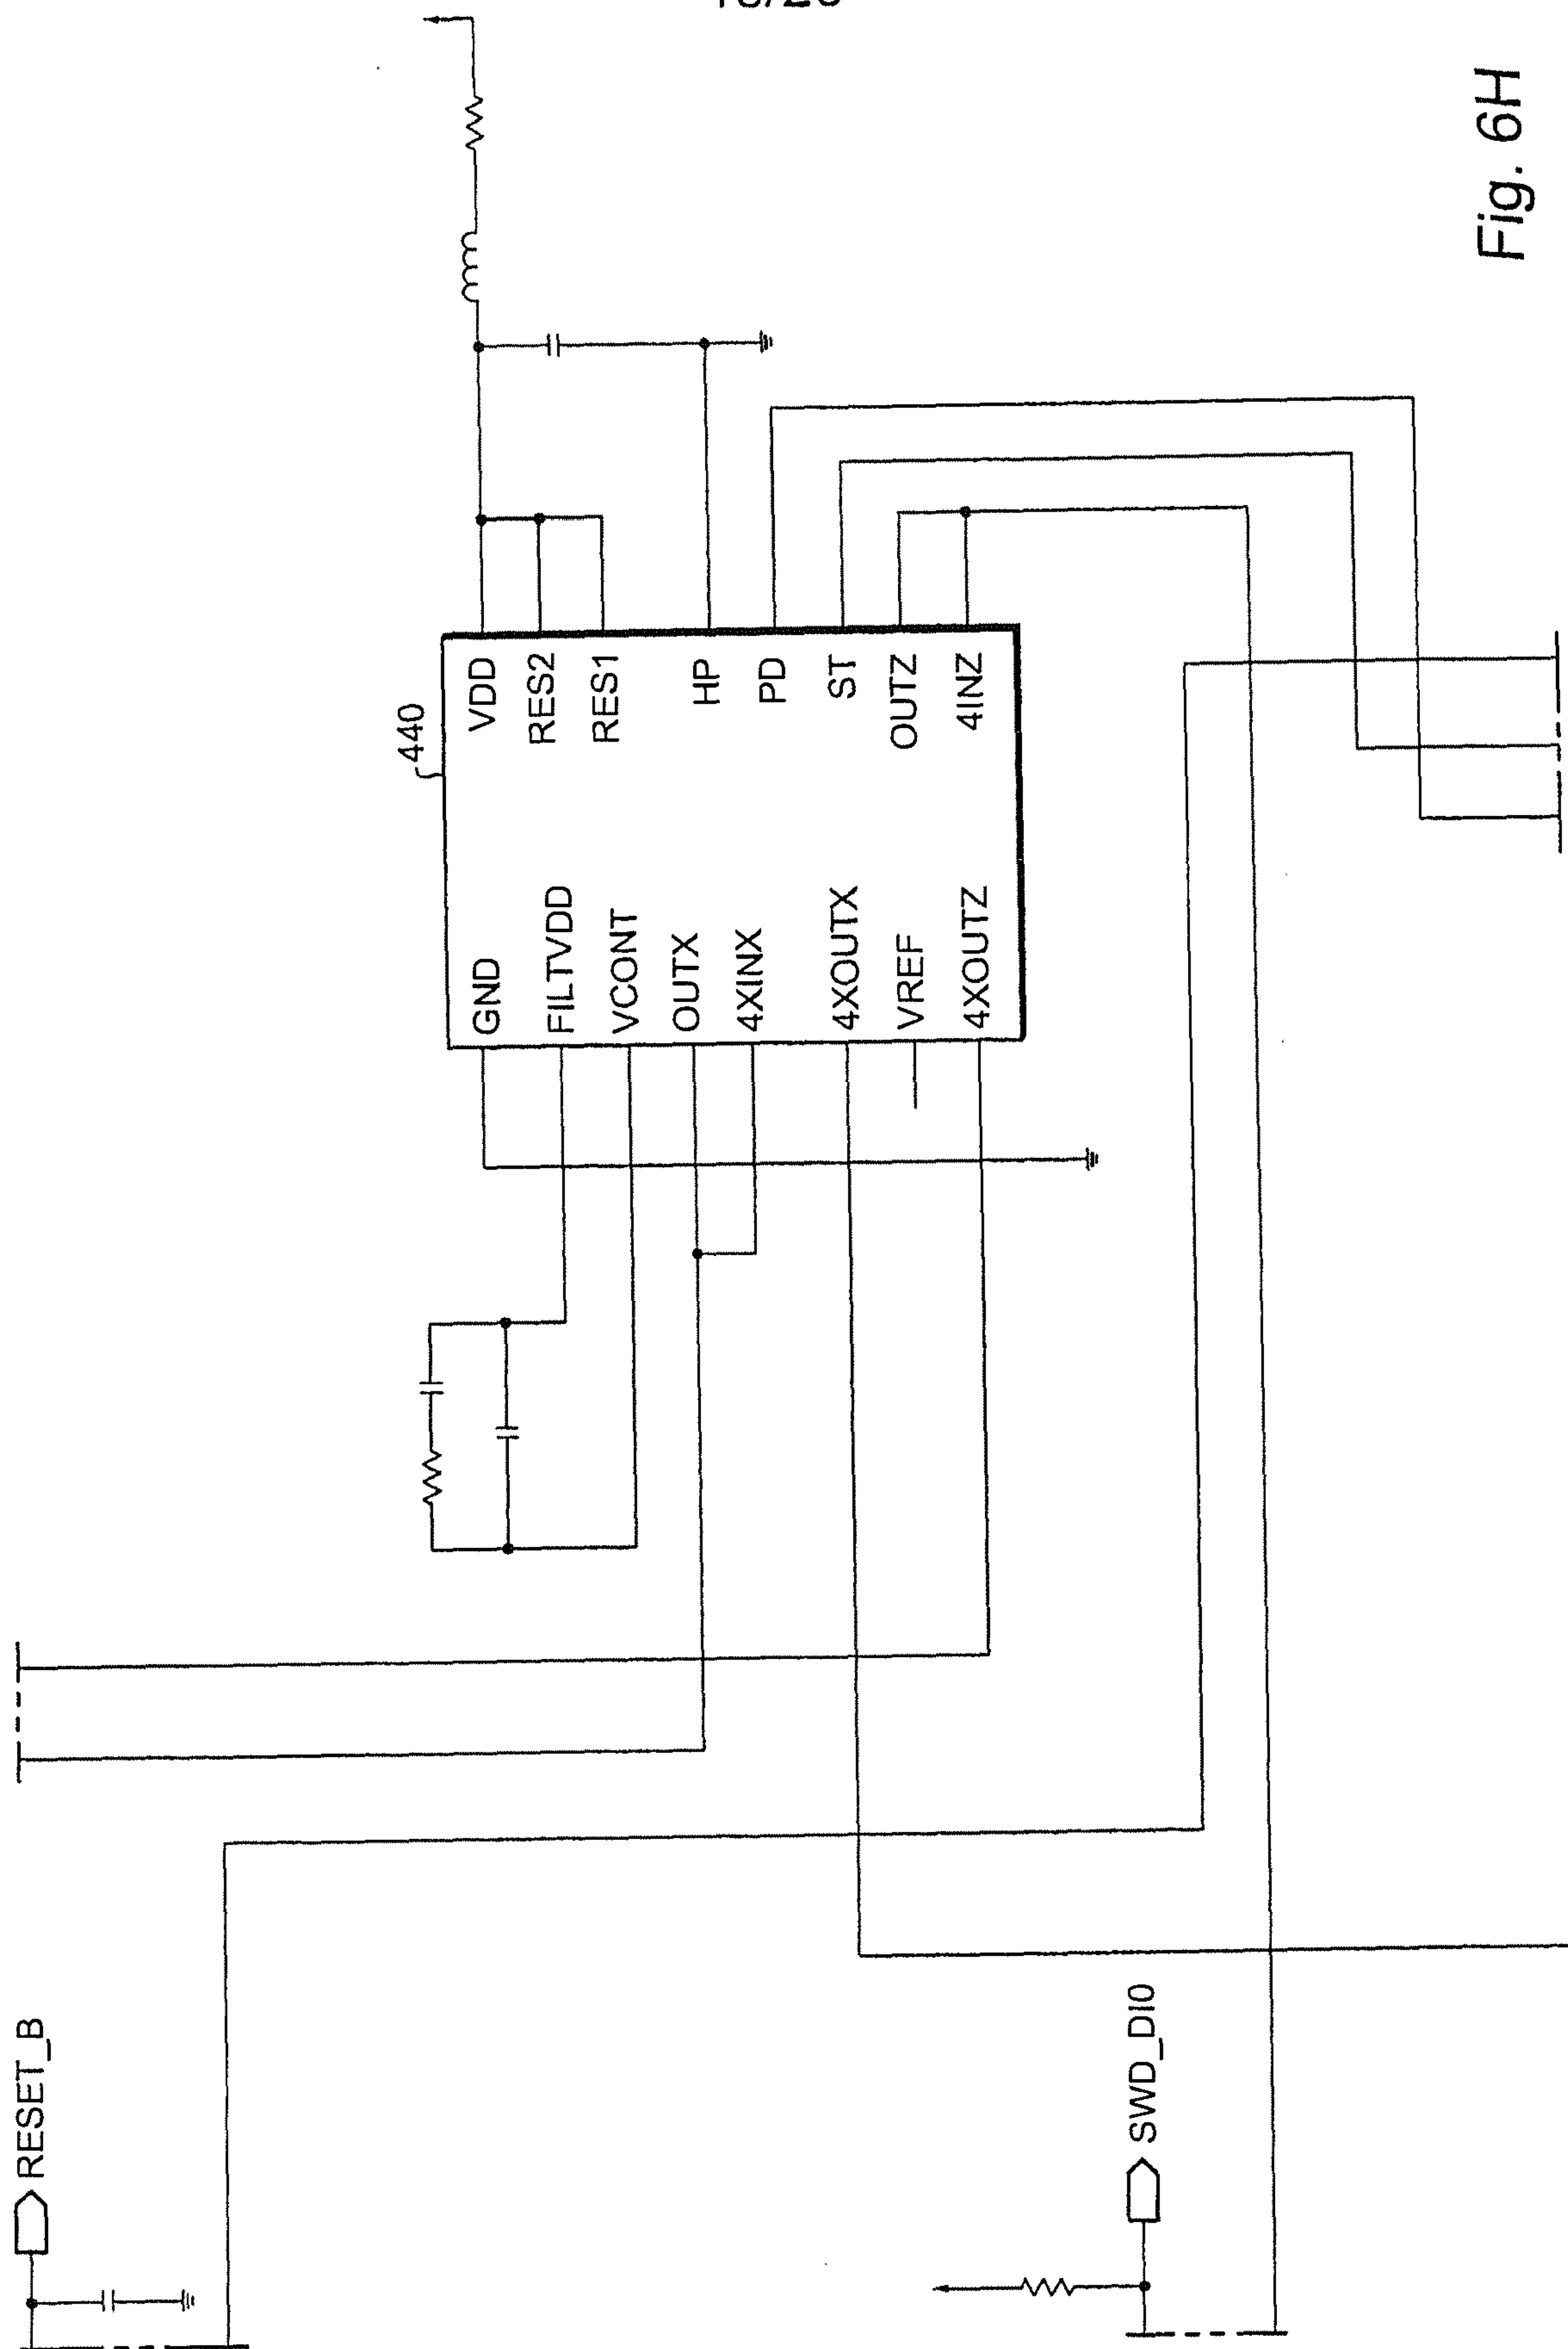 Fig. 6H
440
GND
FILTVDD
VCONT
OUTX
4XINX
4XOUTX
VREF
4XOUTZ
VDD
RES2
RES1
HP
PD
ST
OUTZ
4INZ
RESET_B
SWD_DI0